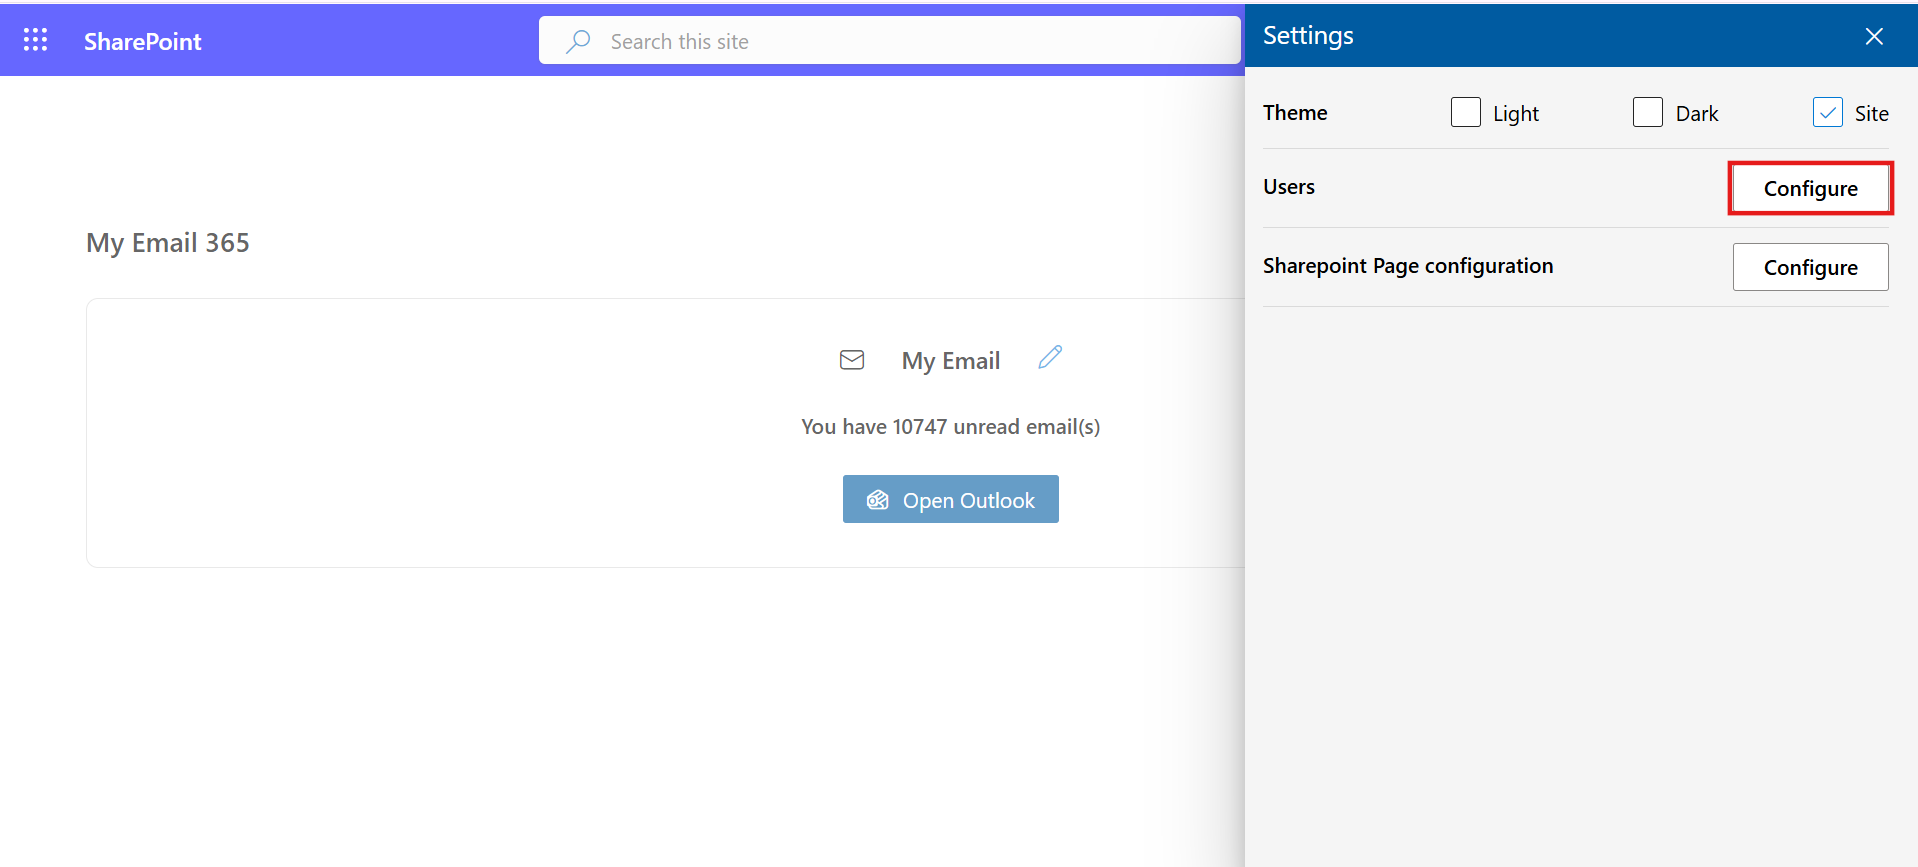 SharePoint
Search this site
Settings
Theme
Light
Dark
Site
Users
Configure
Sharepoint Page configuration
Configure
My Email 365
My Email
You have 10747 unread email(s)
Open Outlook